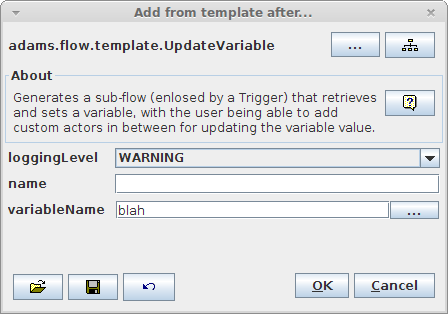 Add from template after...
adams.flow.template.UpdateVariable
...
About
Generates a sub-flow (enlosed by a Trigger) that retrieves
and sets a variable, with the user being able to add
custom actors in between for updating the variable value.
loggingLevel WARNING
name
variableName blah ...
OK Cancel